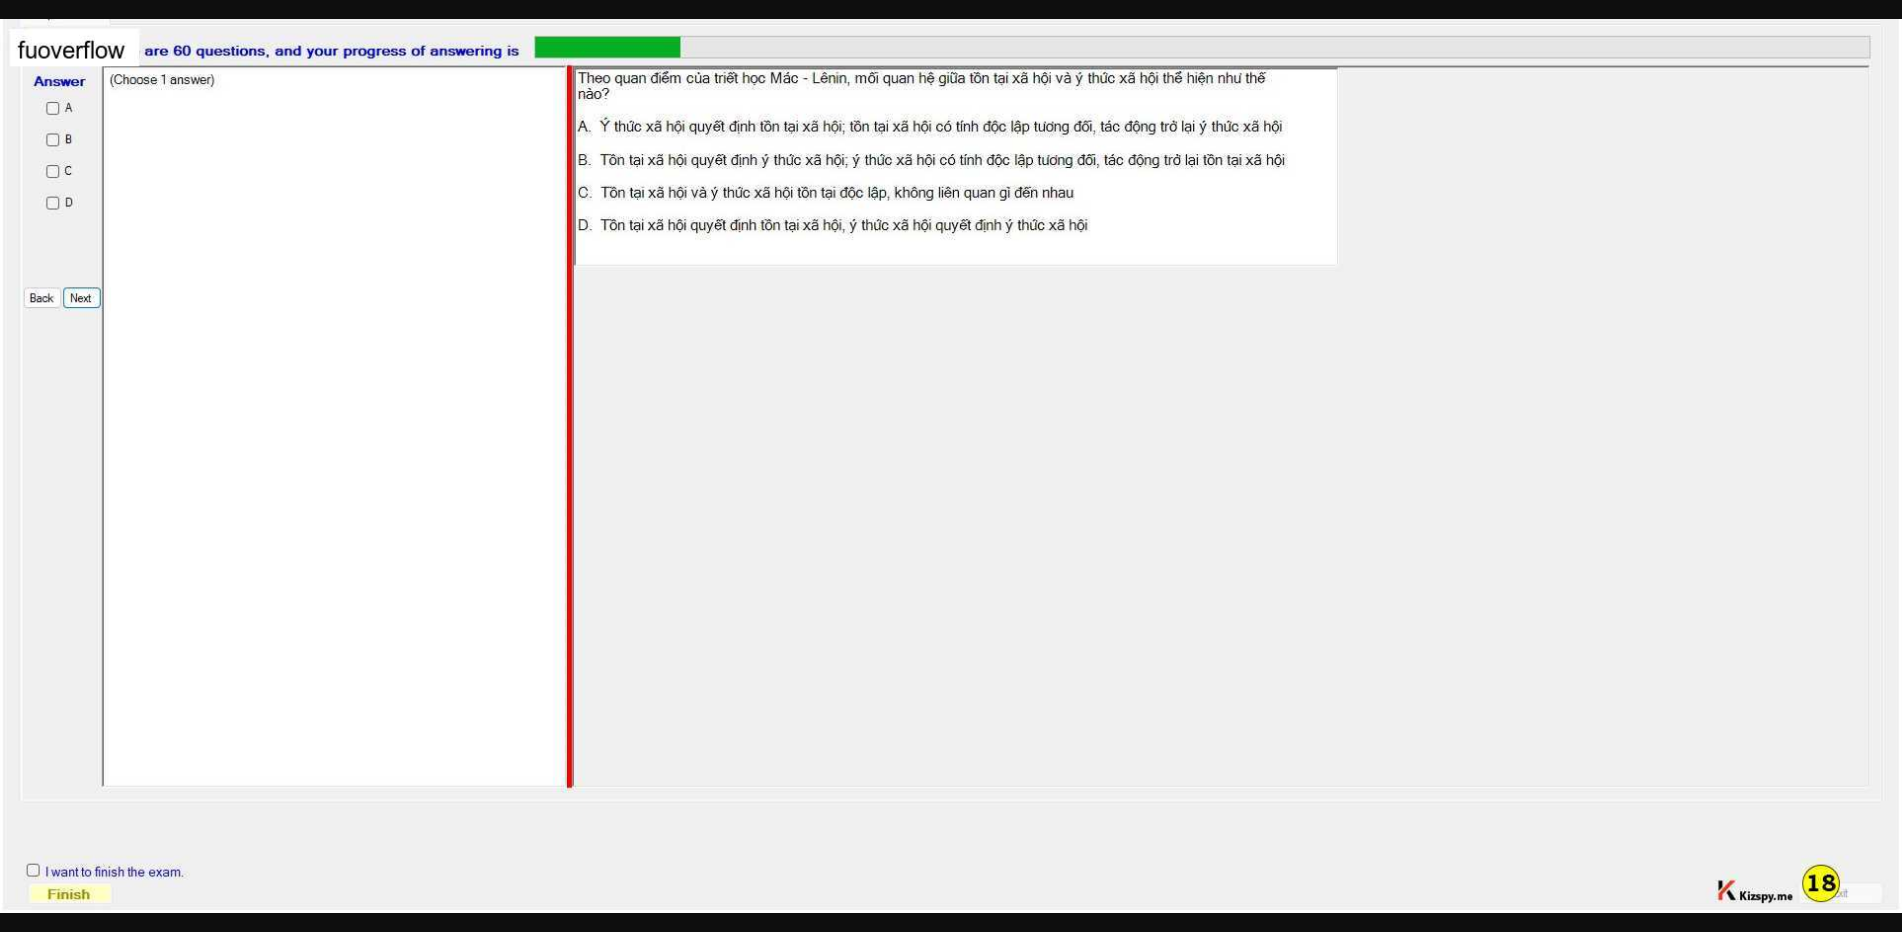 fuoverflow are 60 questions, and your progress of answering is
Answer
(Choose 1 answer)
A
B
C
D
Back Next
Theo quan điểm của triết học Mác - Lênin, mối quan hệ giữa tồn tại xã hội và ý thức xã hội thể hiện như thế
nào?
A. Ý thức xã hội quyết định tồn tại xã hội; tồn tại xã hội có tính độc lập tương đối, tác động trở lại ý thức xã hội
B. Tồn tại xã hội quyết định ý thức xã hội; ý thức xã hội có tính độc lập tương đối, tác động trở lại tồn tại xã hội
C. Tồn tại xã hội và ý thức xã hội tồn tại độc lập, không liên quan gì đến nhau
D. Tồn tại xã hội quyết định tồn tại xã hội, ý thức xã hội quyết định ý thức xã hội
I want to finish the exam.
Finish
Kizspy.me
18